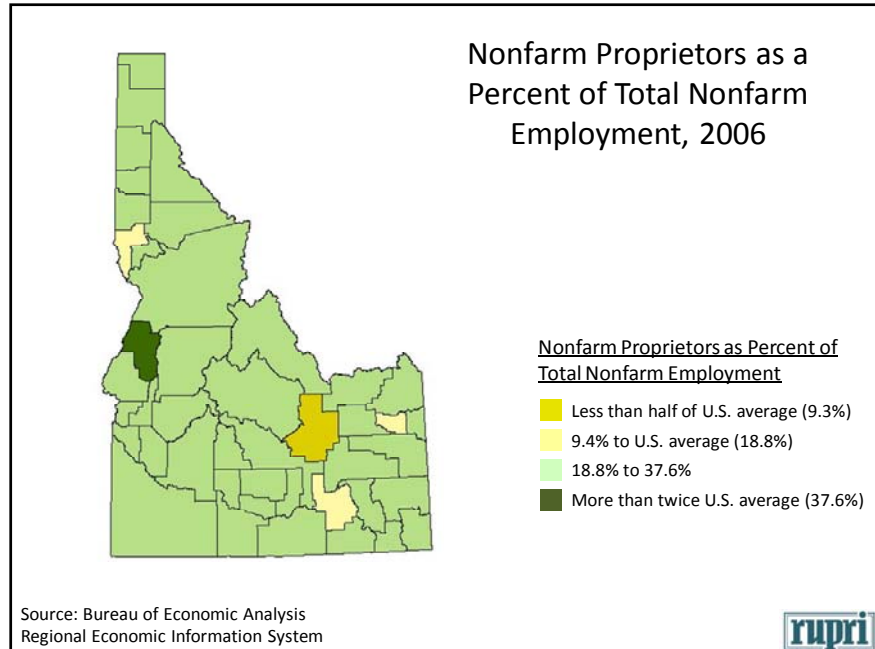 Nonfarm Proprietors as a
Percent of Total Nonfarm
Employment, 2006
Nonfarm Proprietors as Percent of
Total Nonfarm Employment
Less than half of U.S. average (9.3%)
9.4% to U.S. average (18.8%)
18.8% to 37.6%
More than twice U.S. average (37.6%)
Source: Bureau of Economic Analysis
Regional Economic Information System
rupri